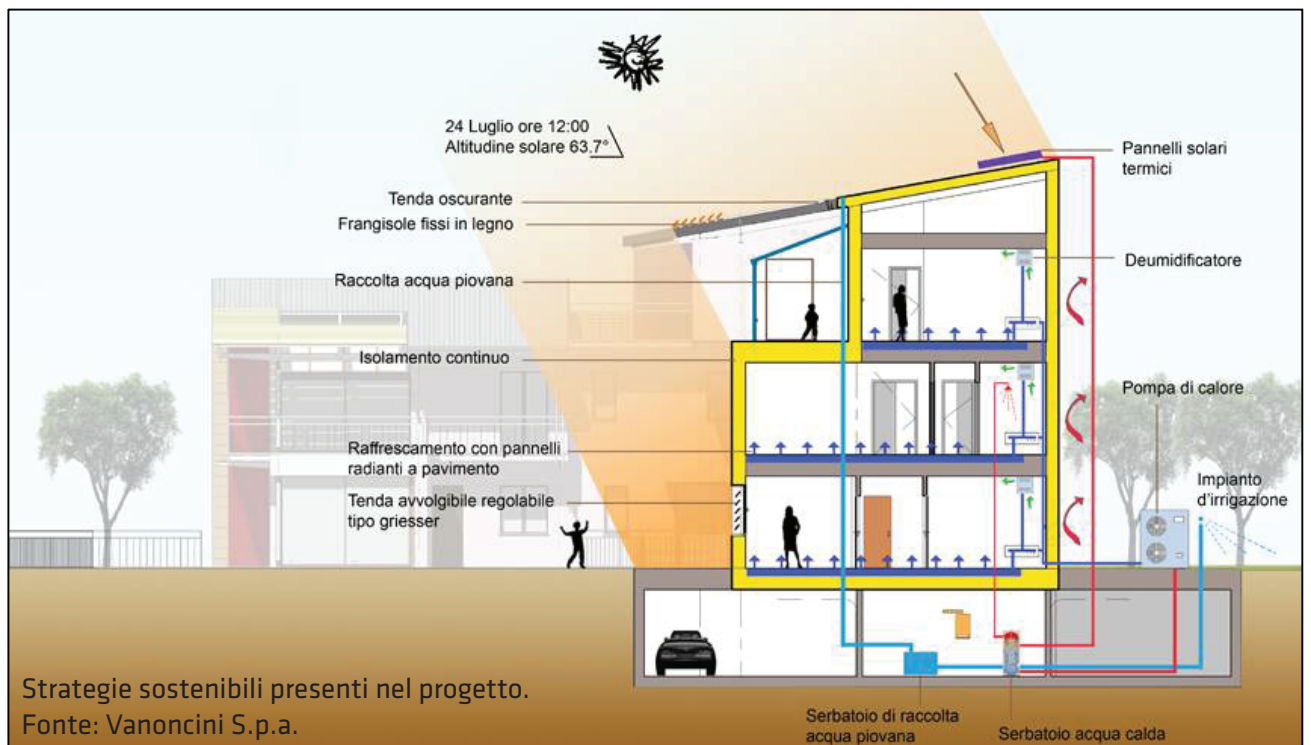 24 Luglio ore 12:00
Altitudine solare 63.7°
Tenda oscurante
Frangisole fissi in legno
Raccolta acqua piovana
Isolamento continuo
Raffrescamento con pannelli
radianti a pavimento
Tenda avvolgibile regolabile
tipo griesser
Pannelli solari
termici
Deumidificatore
Pompa di calore
Impianto
d'irrigazione
Serbatoio di raccolta
acqua piovana
Serbatoio acqua calda
Strategie sostenibili presenti nel progetto.
Fonte: Vanoncini S.p.a.